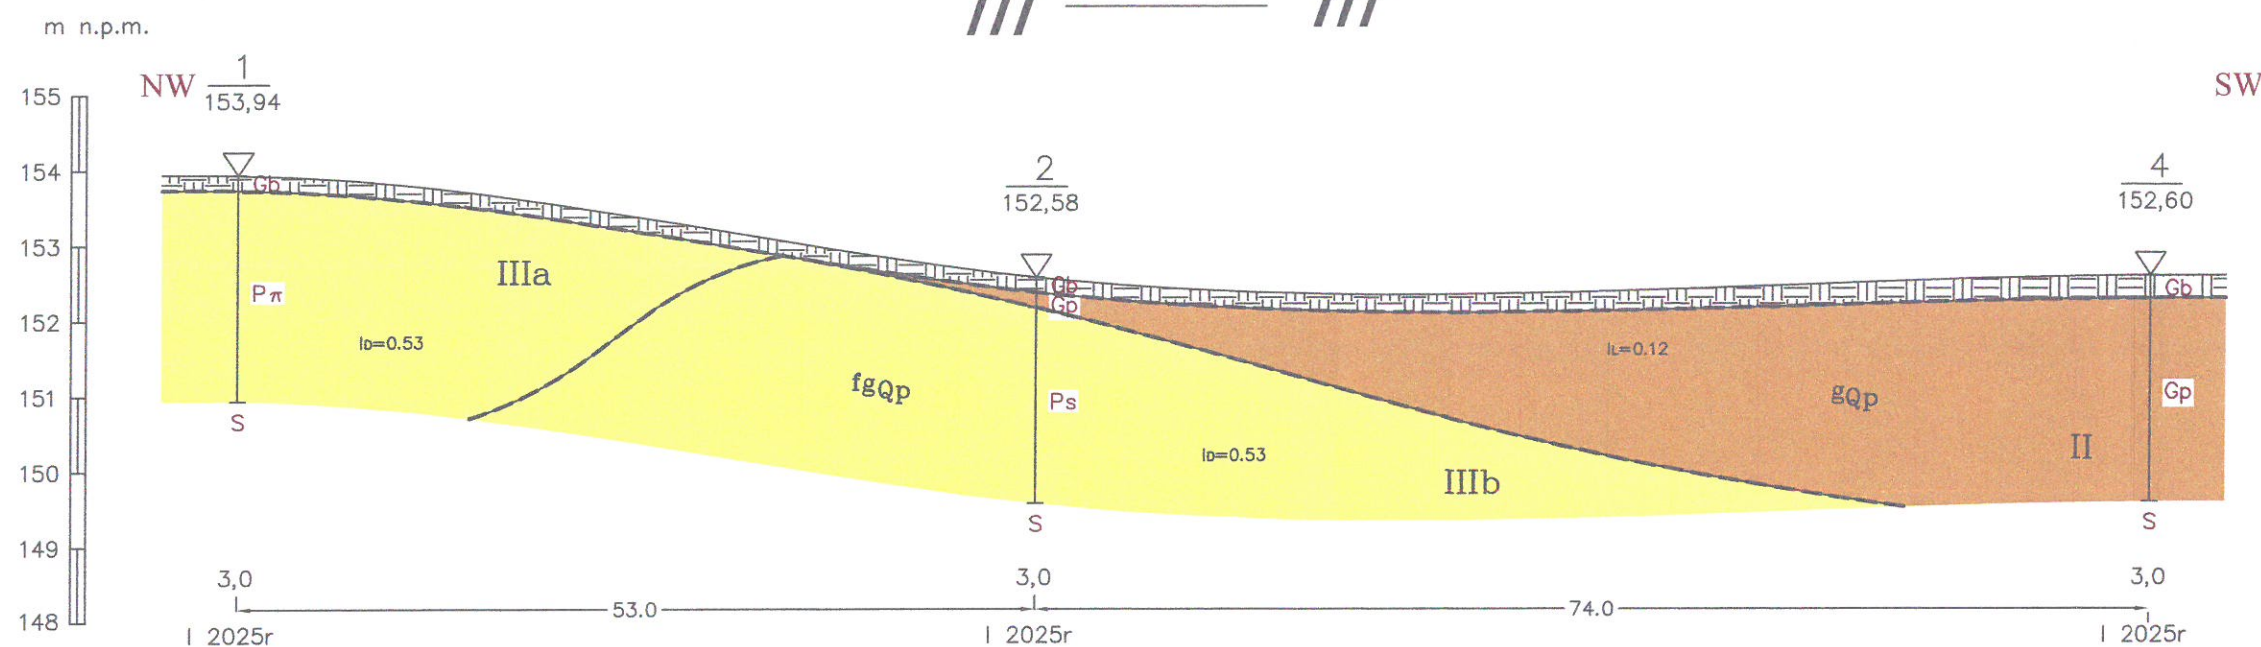 III III
m n.p.m.
NW 1 SW
155 153,94
2 4
152,58 152,60
154 Gb
153
IIIa
Pπ
Gb Gb
Gp
152
ID=0.53 IL=0.12
fgQp gQp Gp
151 Ps
S
ID=0.53 II
150 IIIb
S S
149
3,0 3,0 3,0
53.0 74.0
148
I 2025r I 2025r I 2025r